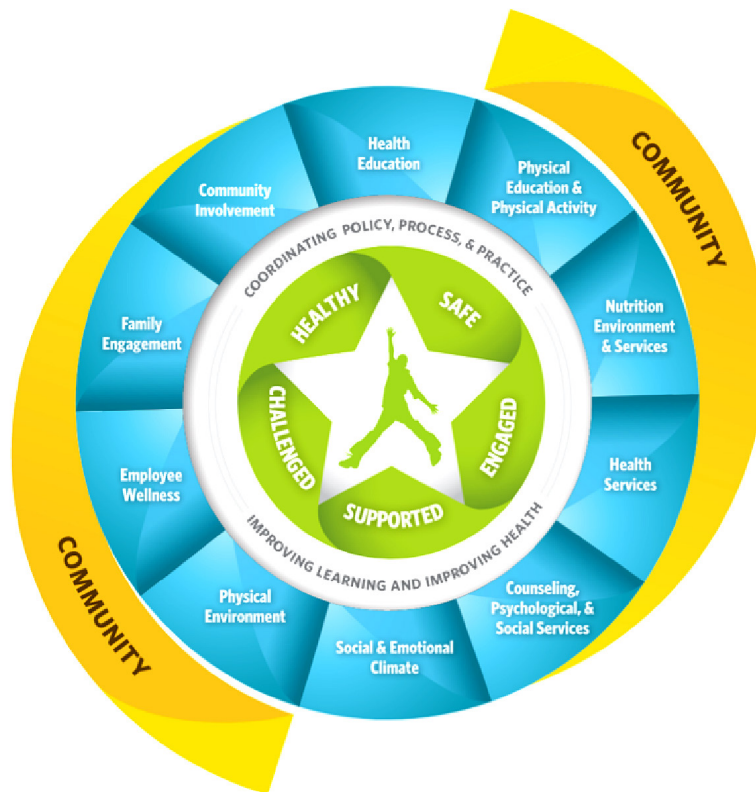 COMMUNITY
Health
Education
Physical
Education &
Physical Activity
Nutrition
Environment
& Services
Health
Services
Counseling,
Psychological, &
Social Services
Social & Emotional
Climate
Physical
Environment
Employee
Wellness
Family
Engagement
Community
Involvement
COORDINATING POLICY, PROCESS, & PRACTICE
IMPROVING LEARNING AND IMPROVING HEALTH
HEALTHY
SAFE
ENGAGED
SUPPORTED
CHALLENGED
COMMUNITY